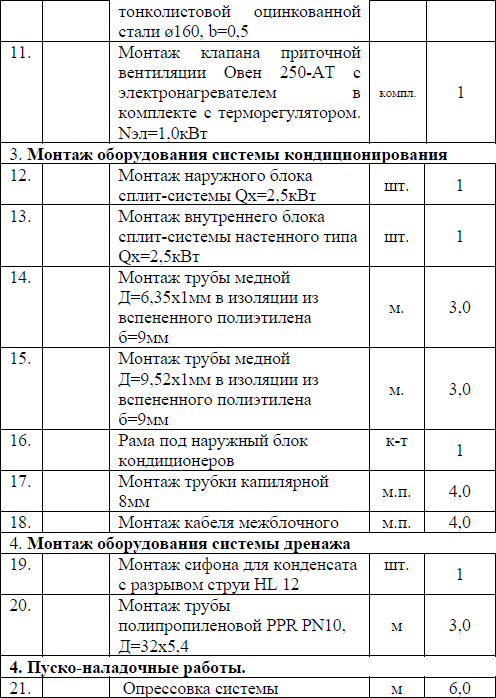 тонколистовой оцинкованной
стали ø160, b=0,5
11. Монтаж клапана приточной
вентиляции Овен 250-АТ с
электронагревателем в
комплекте с терморегулятором.
Nэл=1,0кВт
компл. 1
3. Монтаж оборудования системы кондиционирования
12. Монтаж наружного блока
сплит-системы Qх=2,5кВт
шт. 1
13. Монтаж внутреннего блока
сплит-системы настенного типа
Qх=2,5кВт
шт. 1
14. Монтаж трубы медной
Д=6,35х1мм в изоляции из
вспененного полиэтилена
б=9мм
м. 3,0
15. Монтаж трубы медной
Д=9,52х1мм в изоляции из
вспененного полиэтилена
б=9мм
м. 3,0
16. Рама под наружный блок
кондиционеров
к-т 1
17. Монтаж трубки капилярной
8мм
м.п. 4,0
18. Монтаж кабеля межблочного м.п. 4,0
4. Монтаж оборудования системы дренажа
19. Монтаж сифона для конденсата
с разрывом струи HL 12
шт. 1
20. Монтаж трубы
полипропиленовой PPR PN10,
Д=32х5,4
м 3,0
4. Пуско-наладочные работы.
21. Опрессовка системы м 6,0